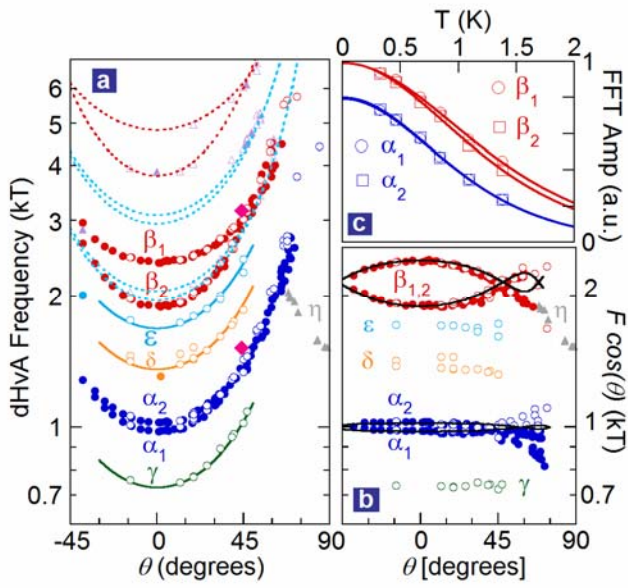 T (K)
0 0.5 1 1.5 2
a
6
5
4
3
2
1
0.7
dHvA Frequency (kT)
β1
β2
ε
δ
α2
α1
γ
η
-45 0 45 90
θ (degrees)
c
β1
β2
α1
α2
1
0
FFT Amp (a.u.)
b
β1,2
ε
δ
α2
α1
γ
η
2
1
0.7
F cos(θ) (kT)
0 45 90
θ [degrees]